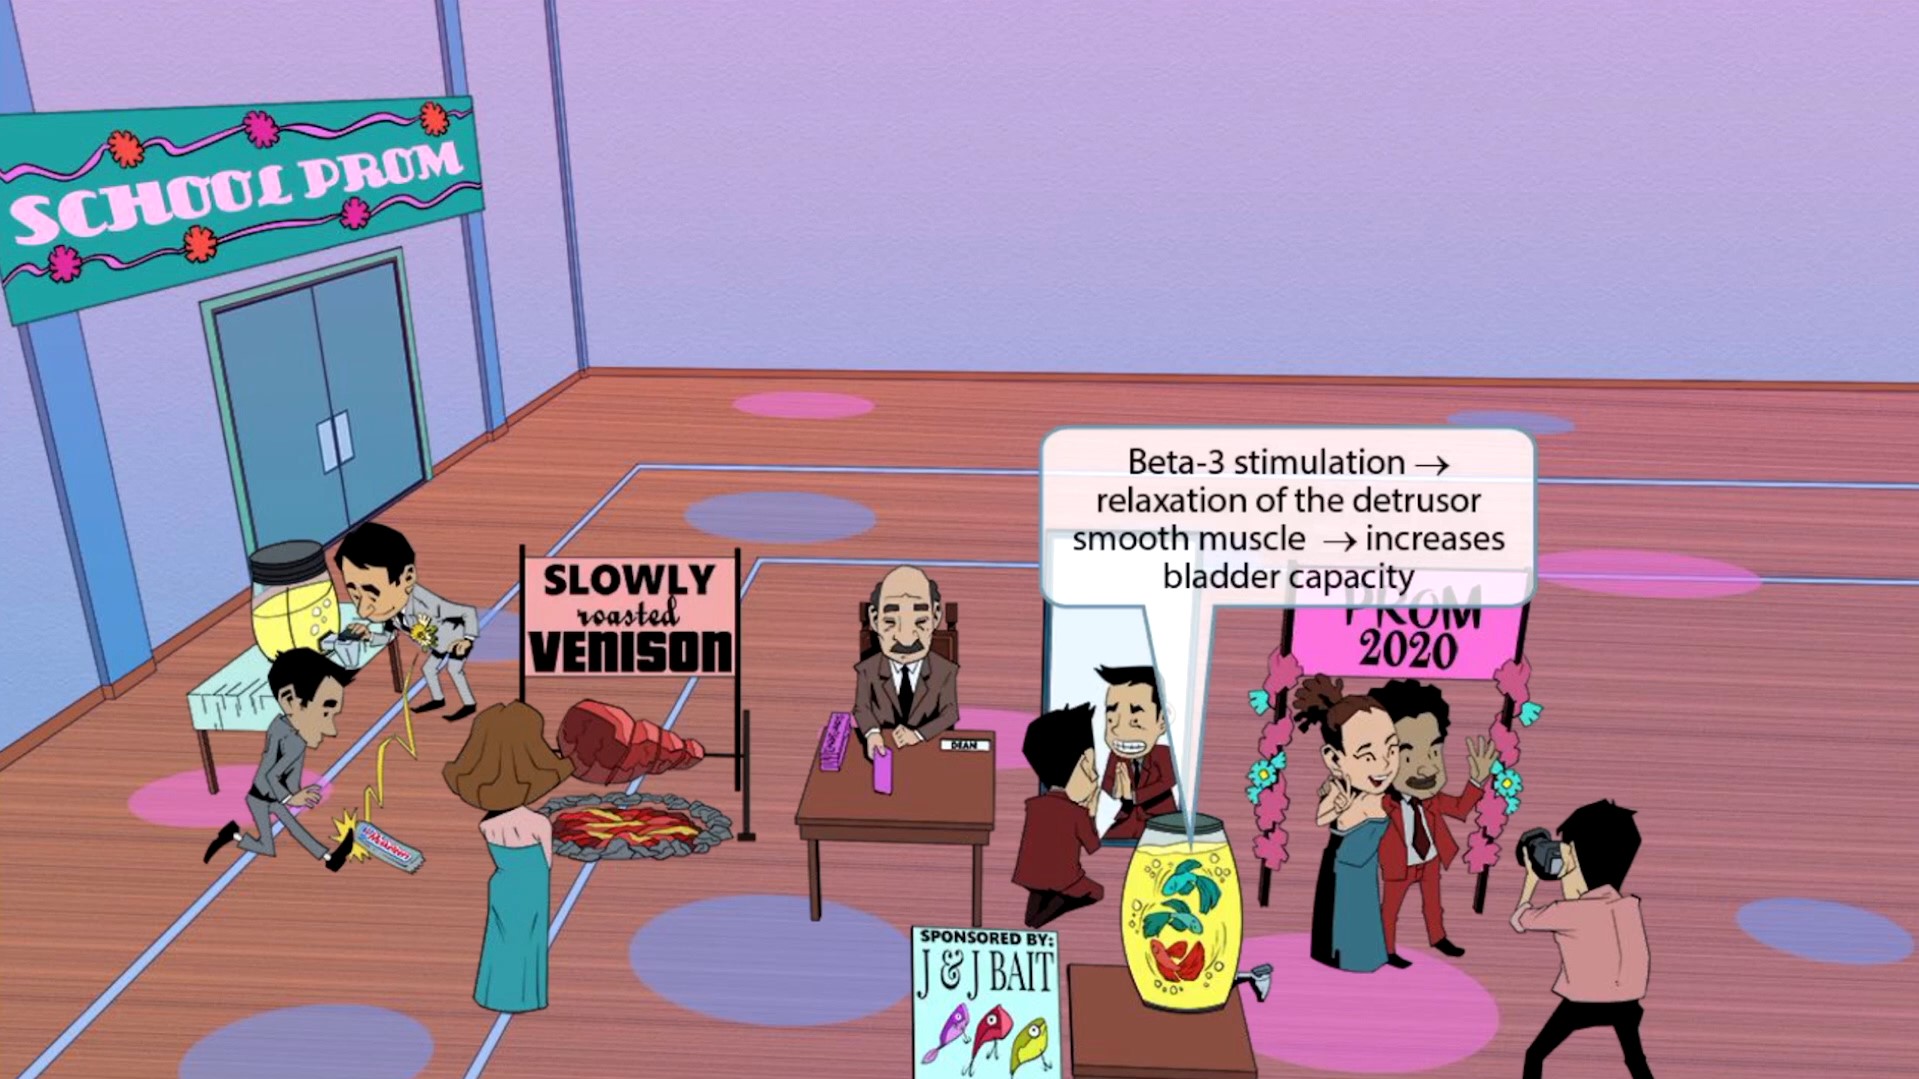 SCHOOL PROM
Beta-3 stimulation →
relaxation of the detrusor
smooth muscle → increases
bladder capacity
SLOWLY
roasted
VENISON
PROM
2020
DEAN
3Musketeers
SPONSORED BY:
J & J BAIT